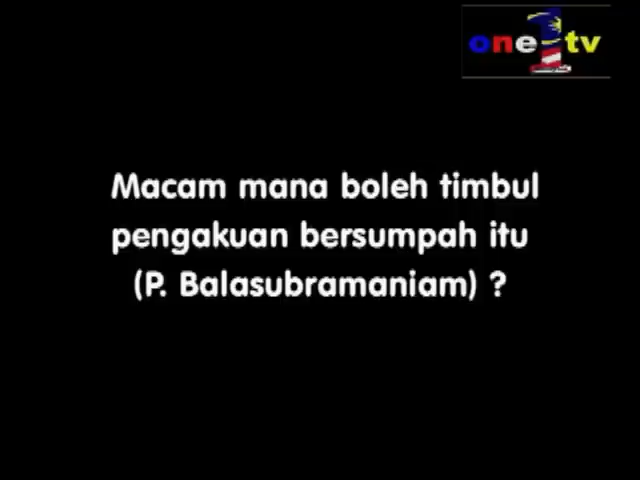 one tv
Macam mana boleh timbul
pengakuan bersumpah itu
(P. Balasubramaniam) ?